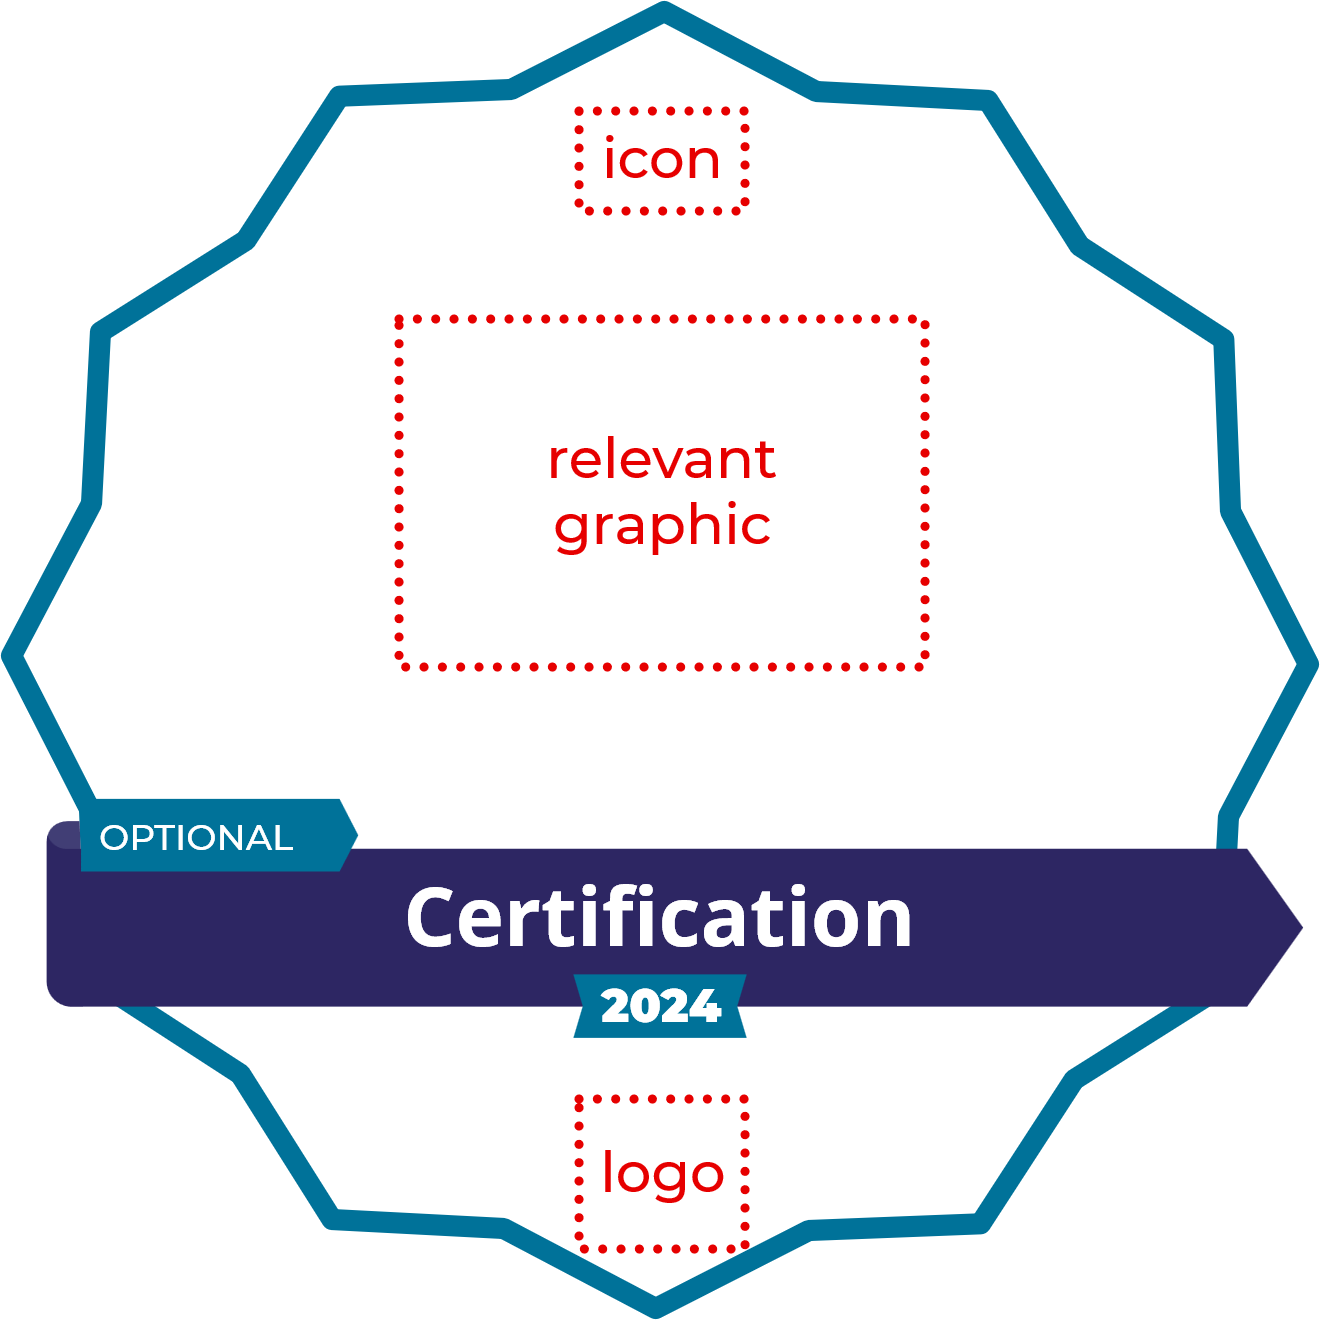 icon
relevant
graphic
OPTIONAL
Certification
2024
logo